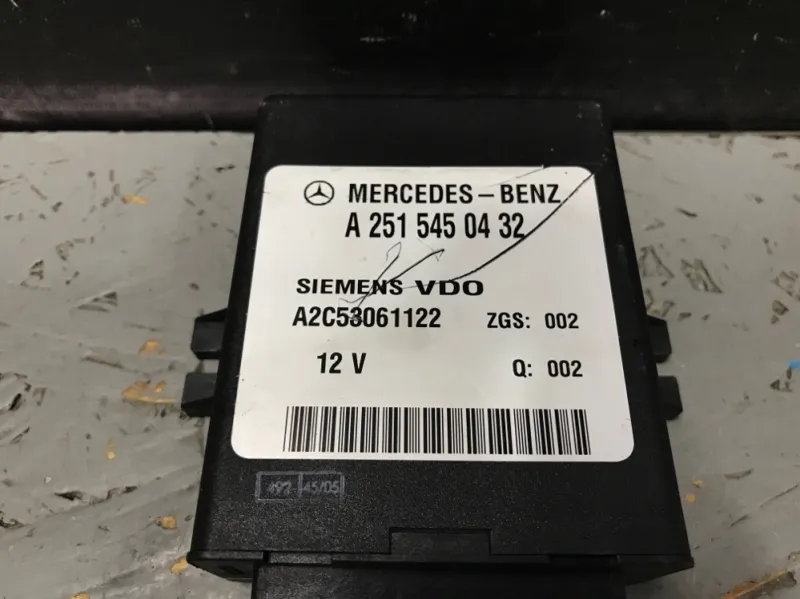 MERCEDES-BENZ
A 251 545 04 32
SIEMENS VDO
A2C53061122 ZGS: 002
12 V Q: 002
45/05